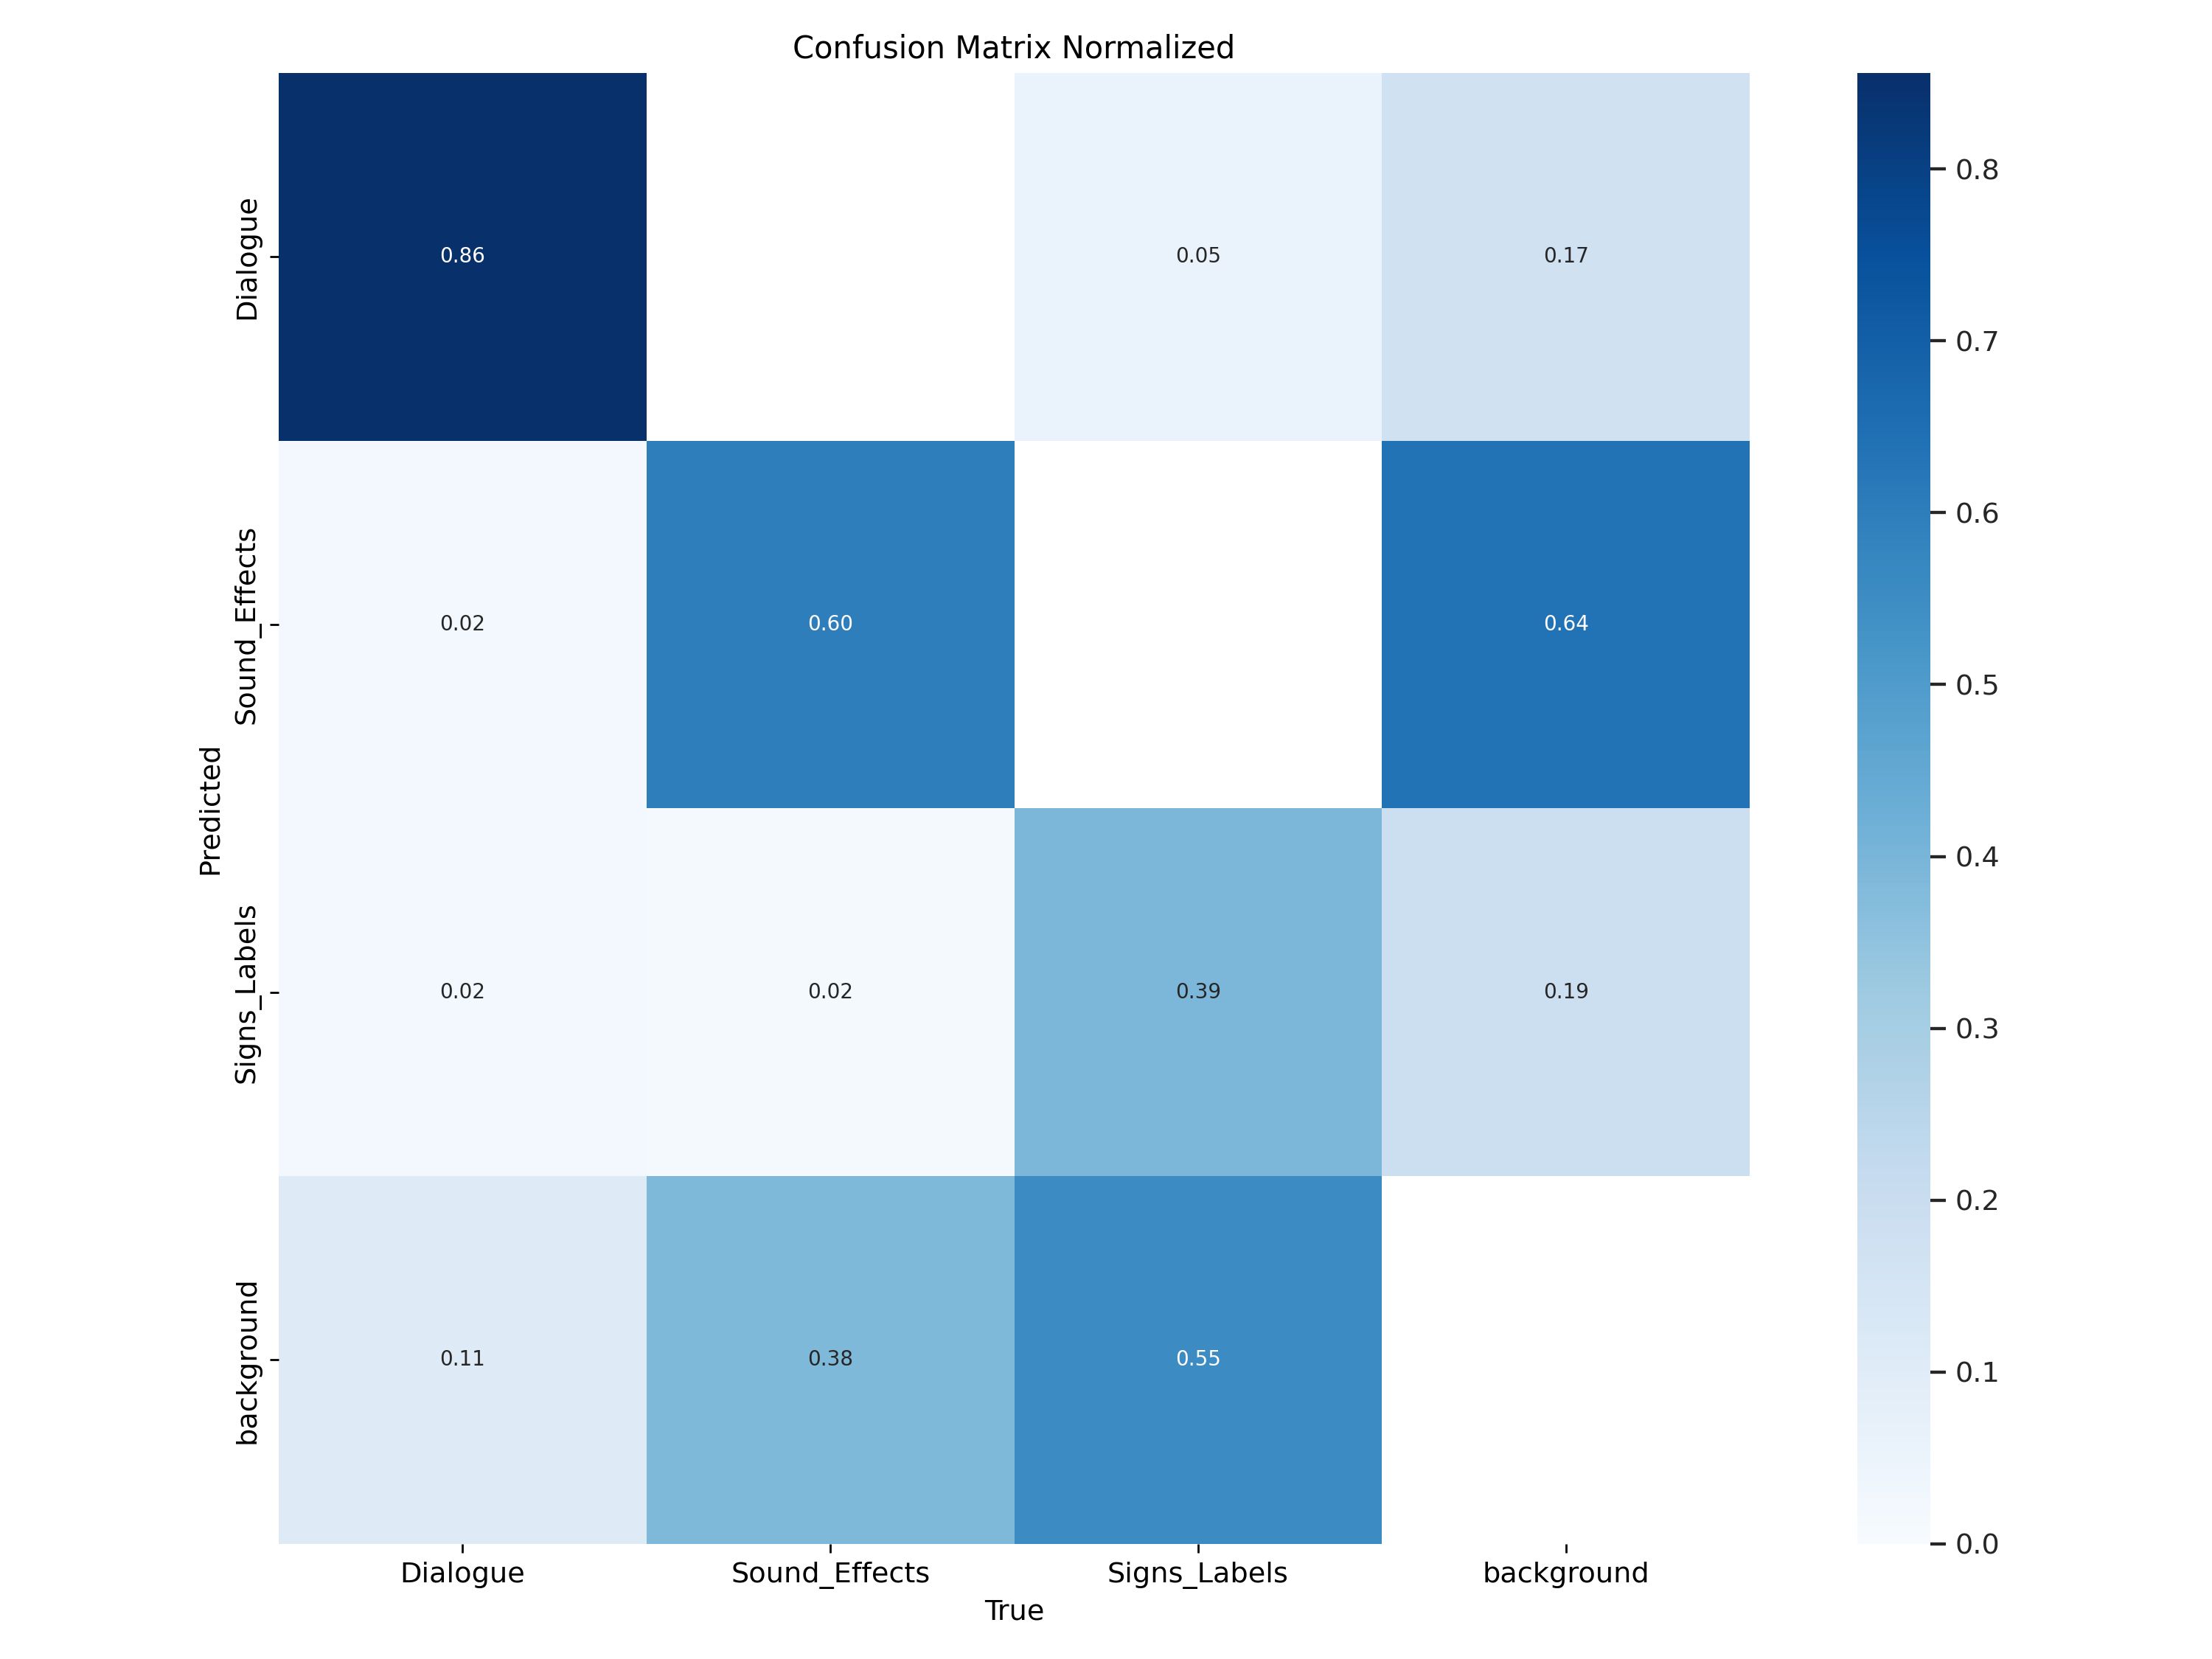 Confusion Matrix Normalized
Predicted
Dialogue
0.86
0.05
0.17
Sound_Effects
0.02
0.60
0.64
Signs_Labels
0.02
0.02
0.39
0.19
background
0.11
0.38
0.55
Dialogue
Sound_Effects
Signs_Labels
background
True
0.8
0.7
0.6
0.5
0.4
0.3
0.2
0.1
0.0